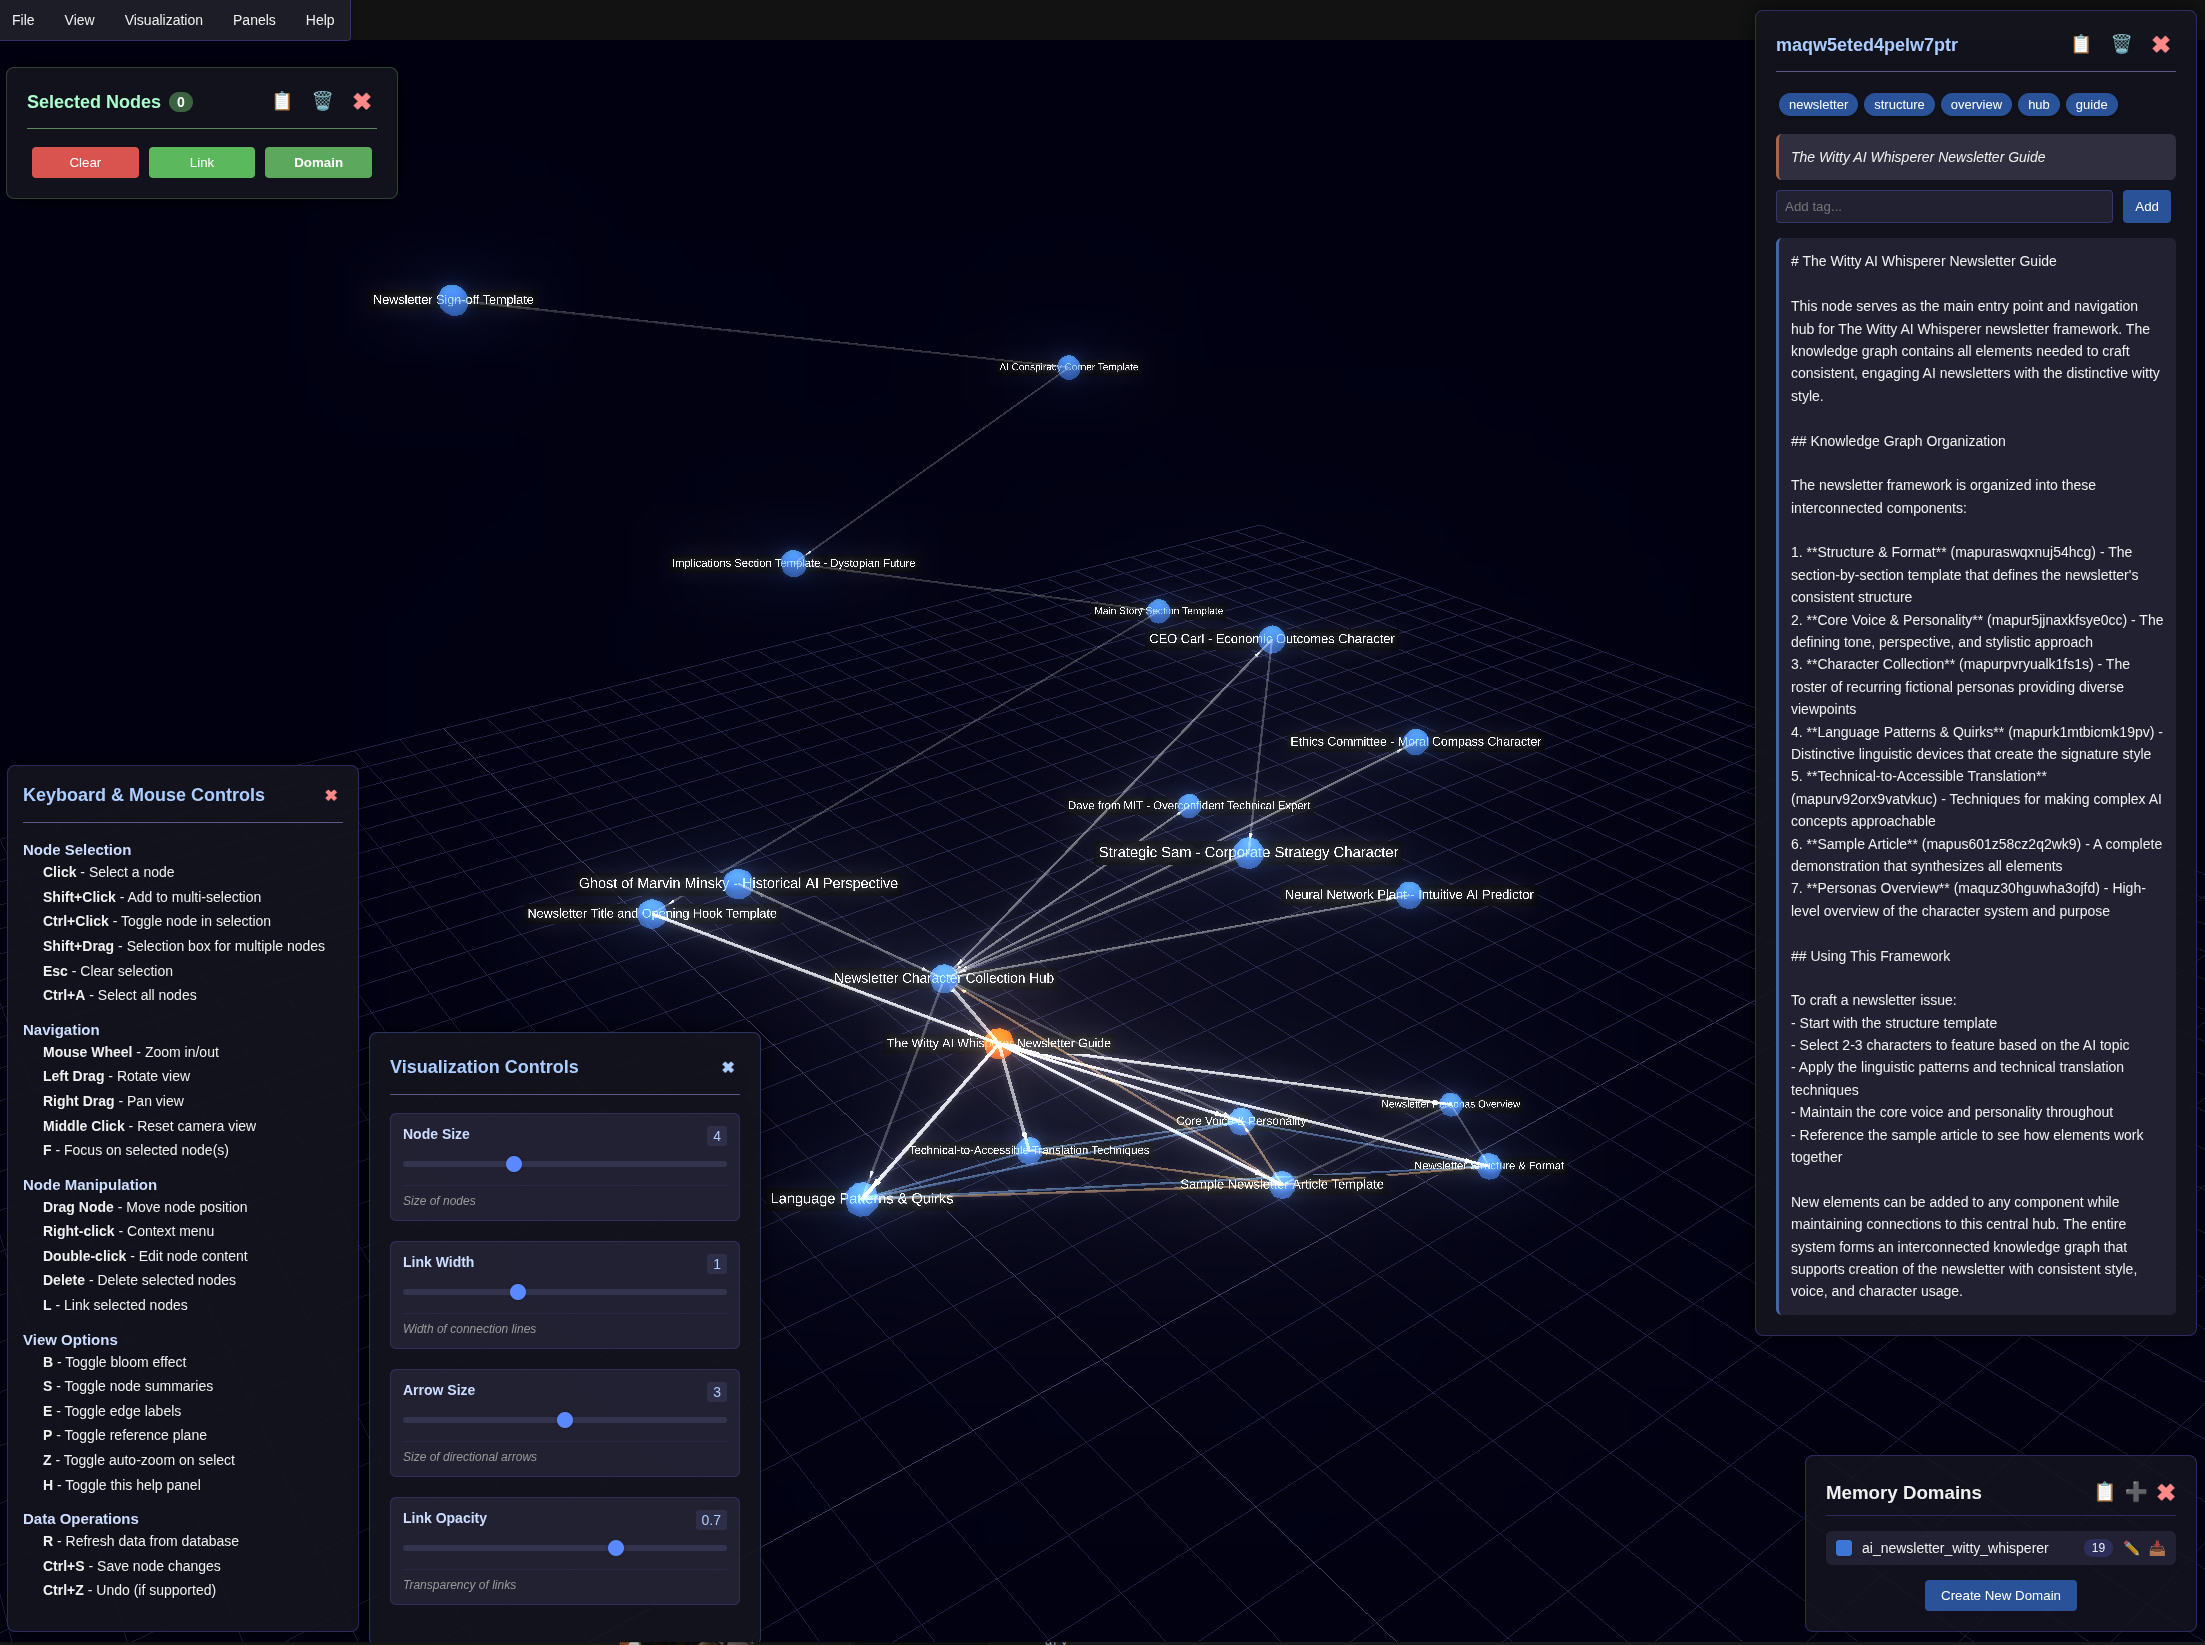 File View Visualization Panels Help
Selected Nodes 0
Clear Link Domain
Newsletter Sign-off Template
AI Conspiracy Corner Template
Implications Section Template - Dystopian Future
Main Story Section Template
CEO Carl - Economic Outcomes Character
Ethics Committee - Moral Compass Character
Dave from MIT - Overconfident Technical Expert
Strategic Sam - Corporate Strategy Character
Ghost of Marvin Minsky - Historical AI Perspective
Neural Network Plant - Intuitive AI Predictor
Newsletter Title and Opening Hook Template
Newsletter Character Collection Hub
The Witty AI Whisperer Newsletter Guide
Newsletter Personas Overview
Core Voice & Personality
Technical-to-Accessible Translation Techniques
Newsletter Structure & Format
Sample Newsletter Article Template
Language Patterns & Quirks
Keyboard & Mouse Controls
Node Selection
Click - Select a node
Shift+Click - Add to multi-selection
Ctrl+Click - Toggle node in selection
Shift+Drag - Selection box for multiple nodes
Esc - Clear selection
Ctrl+A - Select all nodes
Navigation
Mouse Wheel - Zoom in/out
Left Drag - Rotate view
Right Drag - Pan view
Middle Click - Reset camera view
F - Focus on selected node(s)
Node Manipulation
Drag Node - Move node position
Right-click - Context menu
Double-click - Edit node content
Delete - Delete selected nodes
L - Link selected nodes
View Options
B - Toggle bloom effect
S - Toggle node summaries
E - Toggle edge labels
P - Toggle reference plane
Z - Toggle auto-zoom on select
H - Toggle this help panel
Data Operations
R - Refresh data from database
Ctrl+S - Save node changes
Ctrl+Z - Undo (if supported)
Visualization Controls
Node Size 4
Size of nodes
Link Width 1
Width of connection lines
Arrow Size 3
Size of directional arrows
Link Opacity 0.7
Transparency of links
maqw5eted4pelw7ptr
newsletter structure overview hub guide
The Witty AI Whisperer Newsletter Guide
Add tag... Add
# The Witty AI Whisperer Newsletter Guide
This node serves as the main entry point and navigation
hub for The Witty AI Whisperer newsletter framework. The
knowledge graph contains all elements needed to craft
consistent, engaging AI newsletters with the distinctive witty
style.
## Knowledge Graph Organization
The newsletter framework is organized into these
interconnected components:
1. **Structure & Format** (mapuraswqxnuj54hcg) - The
section-by-section template that defines the newsletter's
consistent structure
2. **Core Voice & Personality** (mapur5jjnaxkfsye0cc) - The
defining tone, perspective, and stylistic approach
3. **Character Collection** (mapurpvryualk1fs1s) - The
roster of recurring fictional personas providing diverse
viewpoints
4. **Language Patterns & Quirks** (mapurk1mtbicmk19pv) -
Distinctive linguistic devices that create the signature style
5. **Technical-to-Accessible Translation**
(mapurv92orx9vatvkuc) - Techniques for making complex AI
concepts approachable
6. **Sample Article** (mapus601z58cz2q2wk9) - A complete
demonstration that synthesizes all elements
7. **Personas Overview** (maquz30hguwha3ojfd) - High-
level overview of the character system and purpose
## Using This Framework
To craft a newsletter issue:
- Start with the structure template
- Select 2-3 characters to feature based on the AI topic
- Apply the linguistic patterns and technical translation
techniques
- Maintain the core voice and personality throughout
- Reference the sample article to see how elements work
together
New elements can be added to any component while
maintaining connections to this central hub. The entire
system forms an interconnected knowledge graph that
supports creation of the newsletter with consistent style,
voice, and character usage.
Memory Domains
ai_newsletter_witty_whisperer 19
Create New Domain